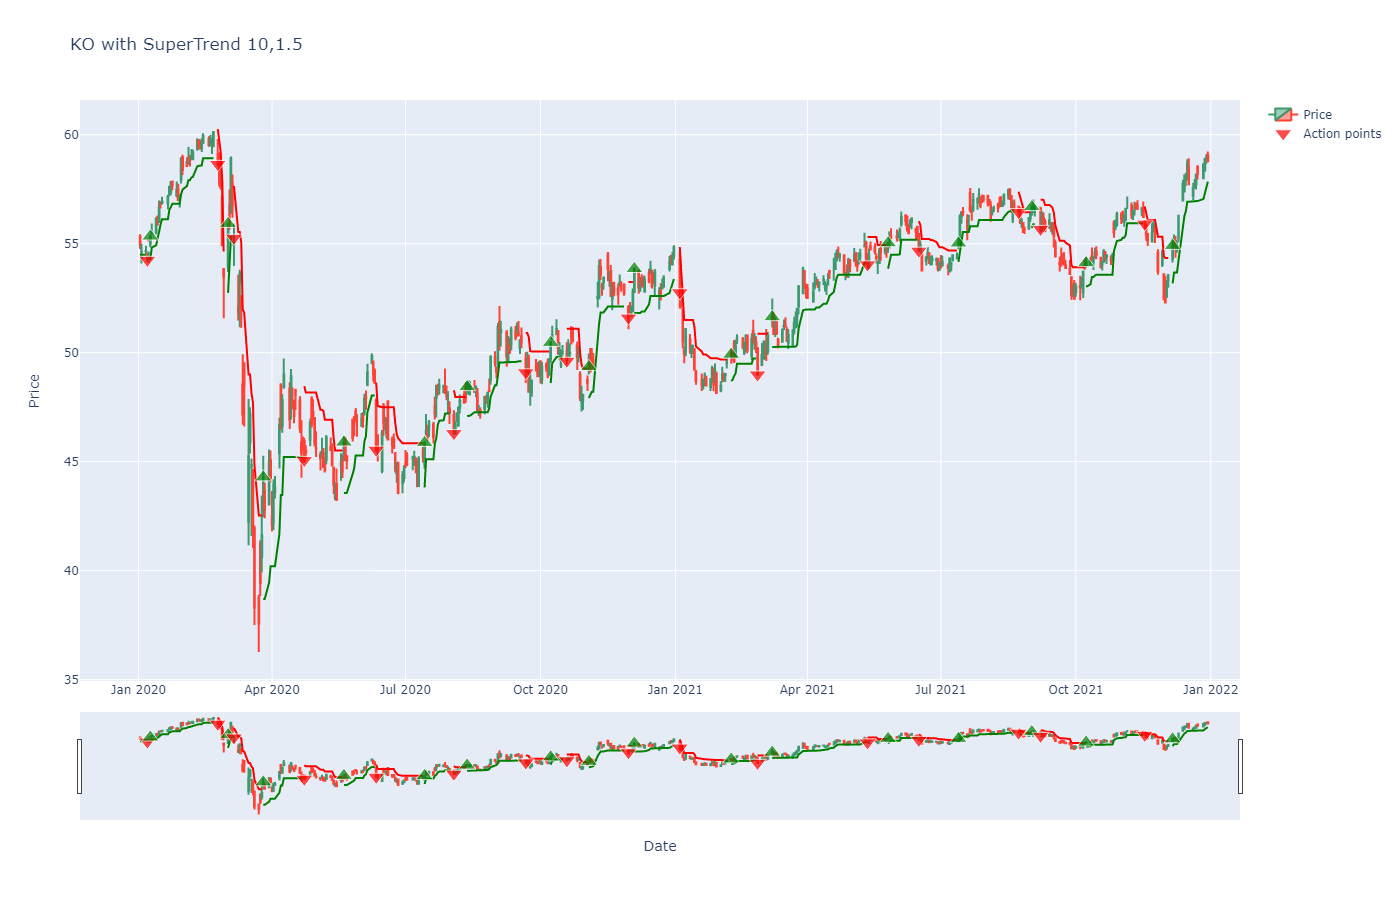 KO with SuperTrend 10,1.5
Price
Action points
60
55
50
45
40
35
Price
Jan 2020
Apr 2020
Jul 2020
Oct 2020
Jan 2021
Apr 2021
Jul 2021
Oct 2021
Jan 2022
Date